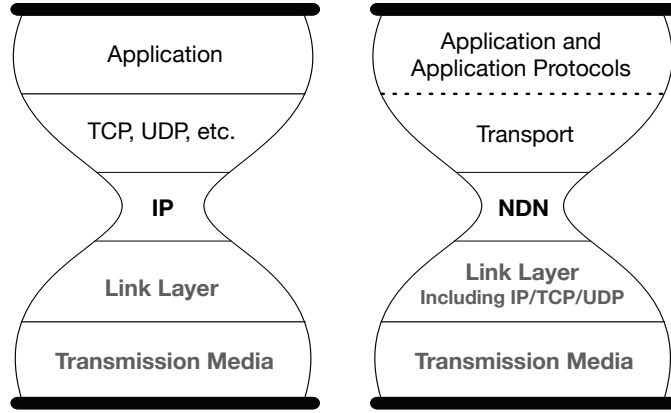 Application
TCP, UDP, etc.
IP
Link Layer
Transmission Media
Application and
Application Protocols
Transport
NDN
Link Layer
Including IP/TCP/UDP
Transmission Media